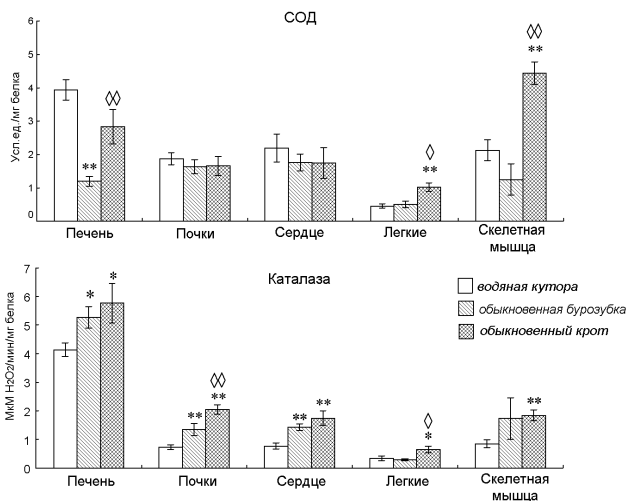 СОД
Усл.ед./мг белка
6
5
4
3
2
1
0
**
◊◊
◊
**
◊◊
**
Печень
Почки
Сердце
Легкие
Скелетная
мышца
Каталаза
МкМ H2O2/мин/мг белка
7
6
5
4
3
2
1
0
*
*
**
◊◊
**
**
**
◊
*
**
водяная кутора
обыкновенная бурозубка
обыкновенный крот
Печень
Почки
Сердце
Легкие
Скелетная
мышца